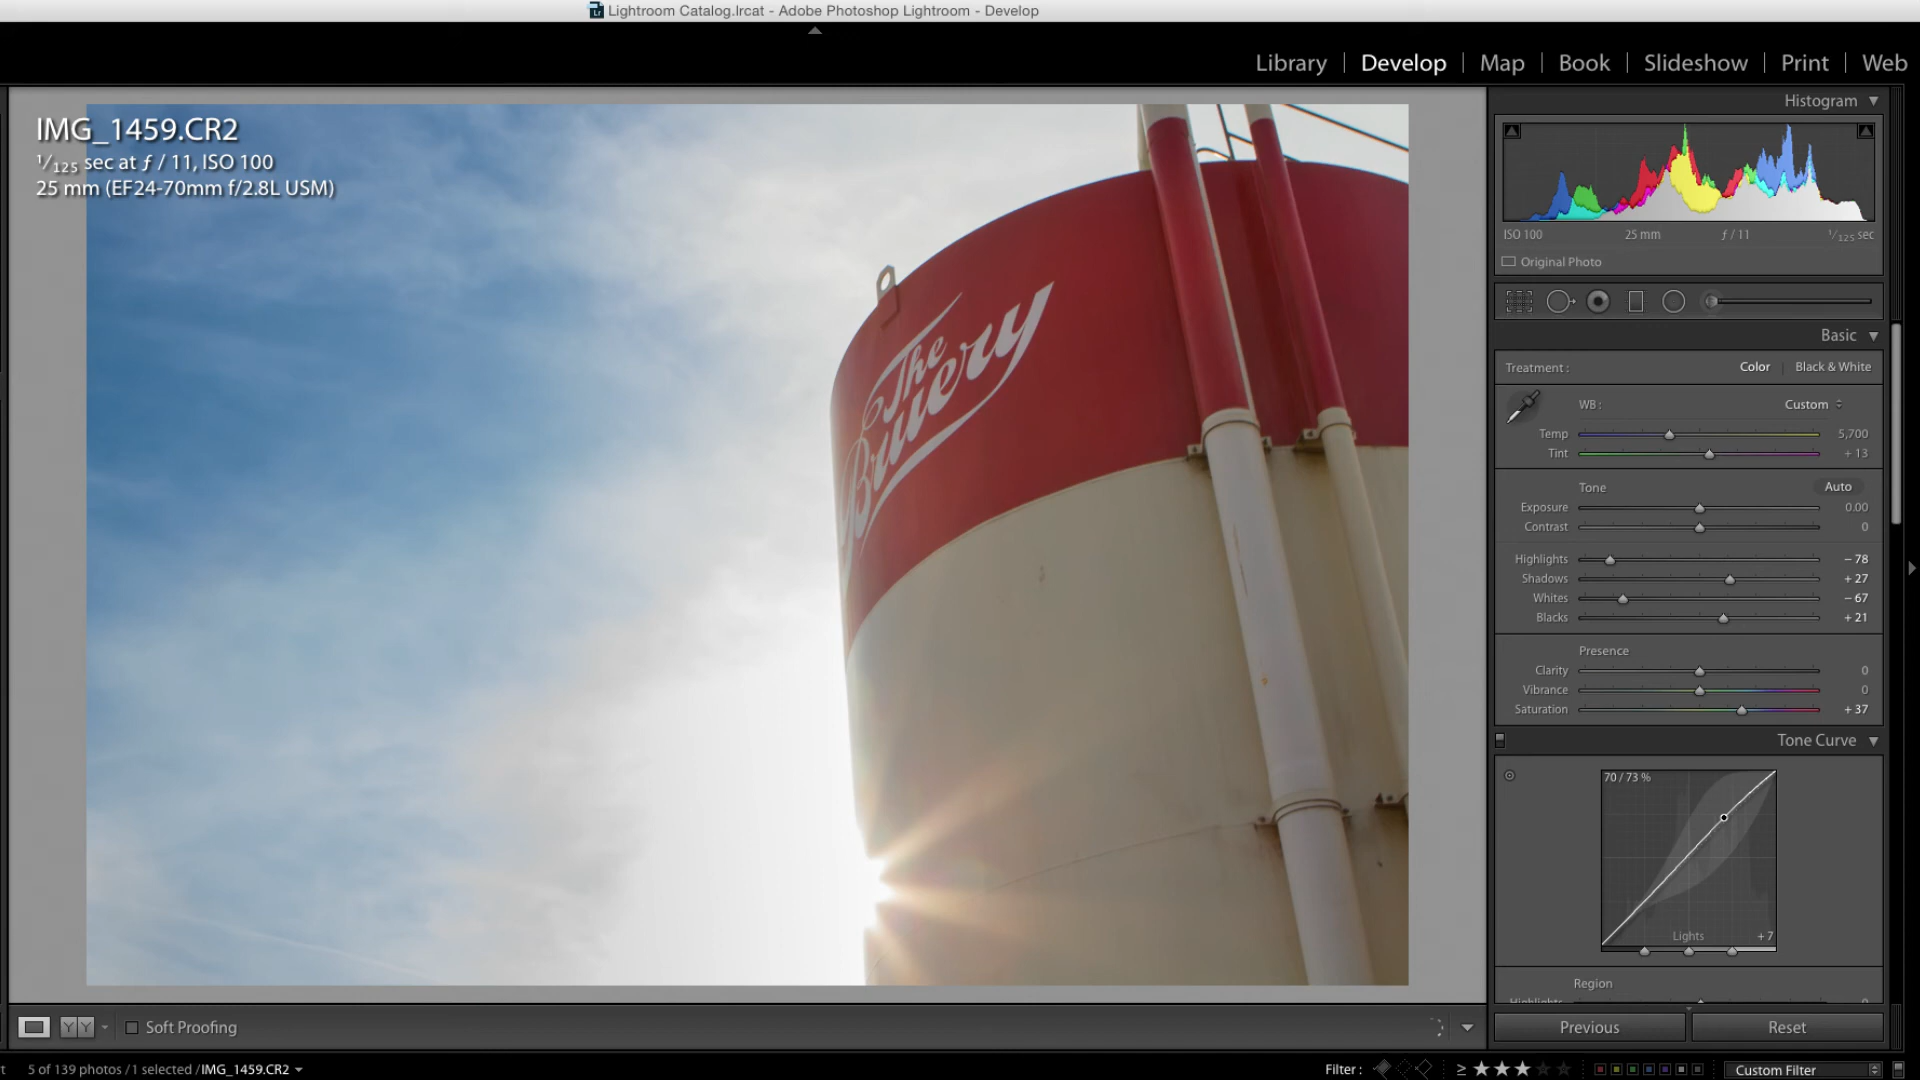 Lightroom Catalog.lrcat - Adobe Photoshop Lightroom - Develop
Library | Develop | Map | Book | Slideshow | Print | Web
IMG_1459.CR2
1/125 sec at ƒ / 11, ISO 100
25 mm (EF24-70mm f/2.8L USM)
The
Bruery
Histogram
ISO 100 25 mm ƒ / 11 1/125 sec
Original Photo
Basic
Treatment : Color | Black & White
WB : Custom
Temp 5,700
Tint + 13
Tone Auto
Exposure 0.00
Contrast 0
Highlights − 78
Shadows + 27
Whites − 67
Blacks + 21
Presence
Clarity 0
Vibrance 0
Saturation + 37
Tone Curve
70 / 73 %
Lights + 7
Region
Highlights 0
Previous Reset
YY Soft Proofing
5 of 139 photos / 1 selected / IMG_1459.CR2
Filter : ≥ ★★★ Custom Filter